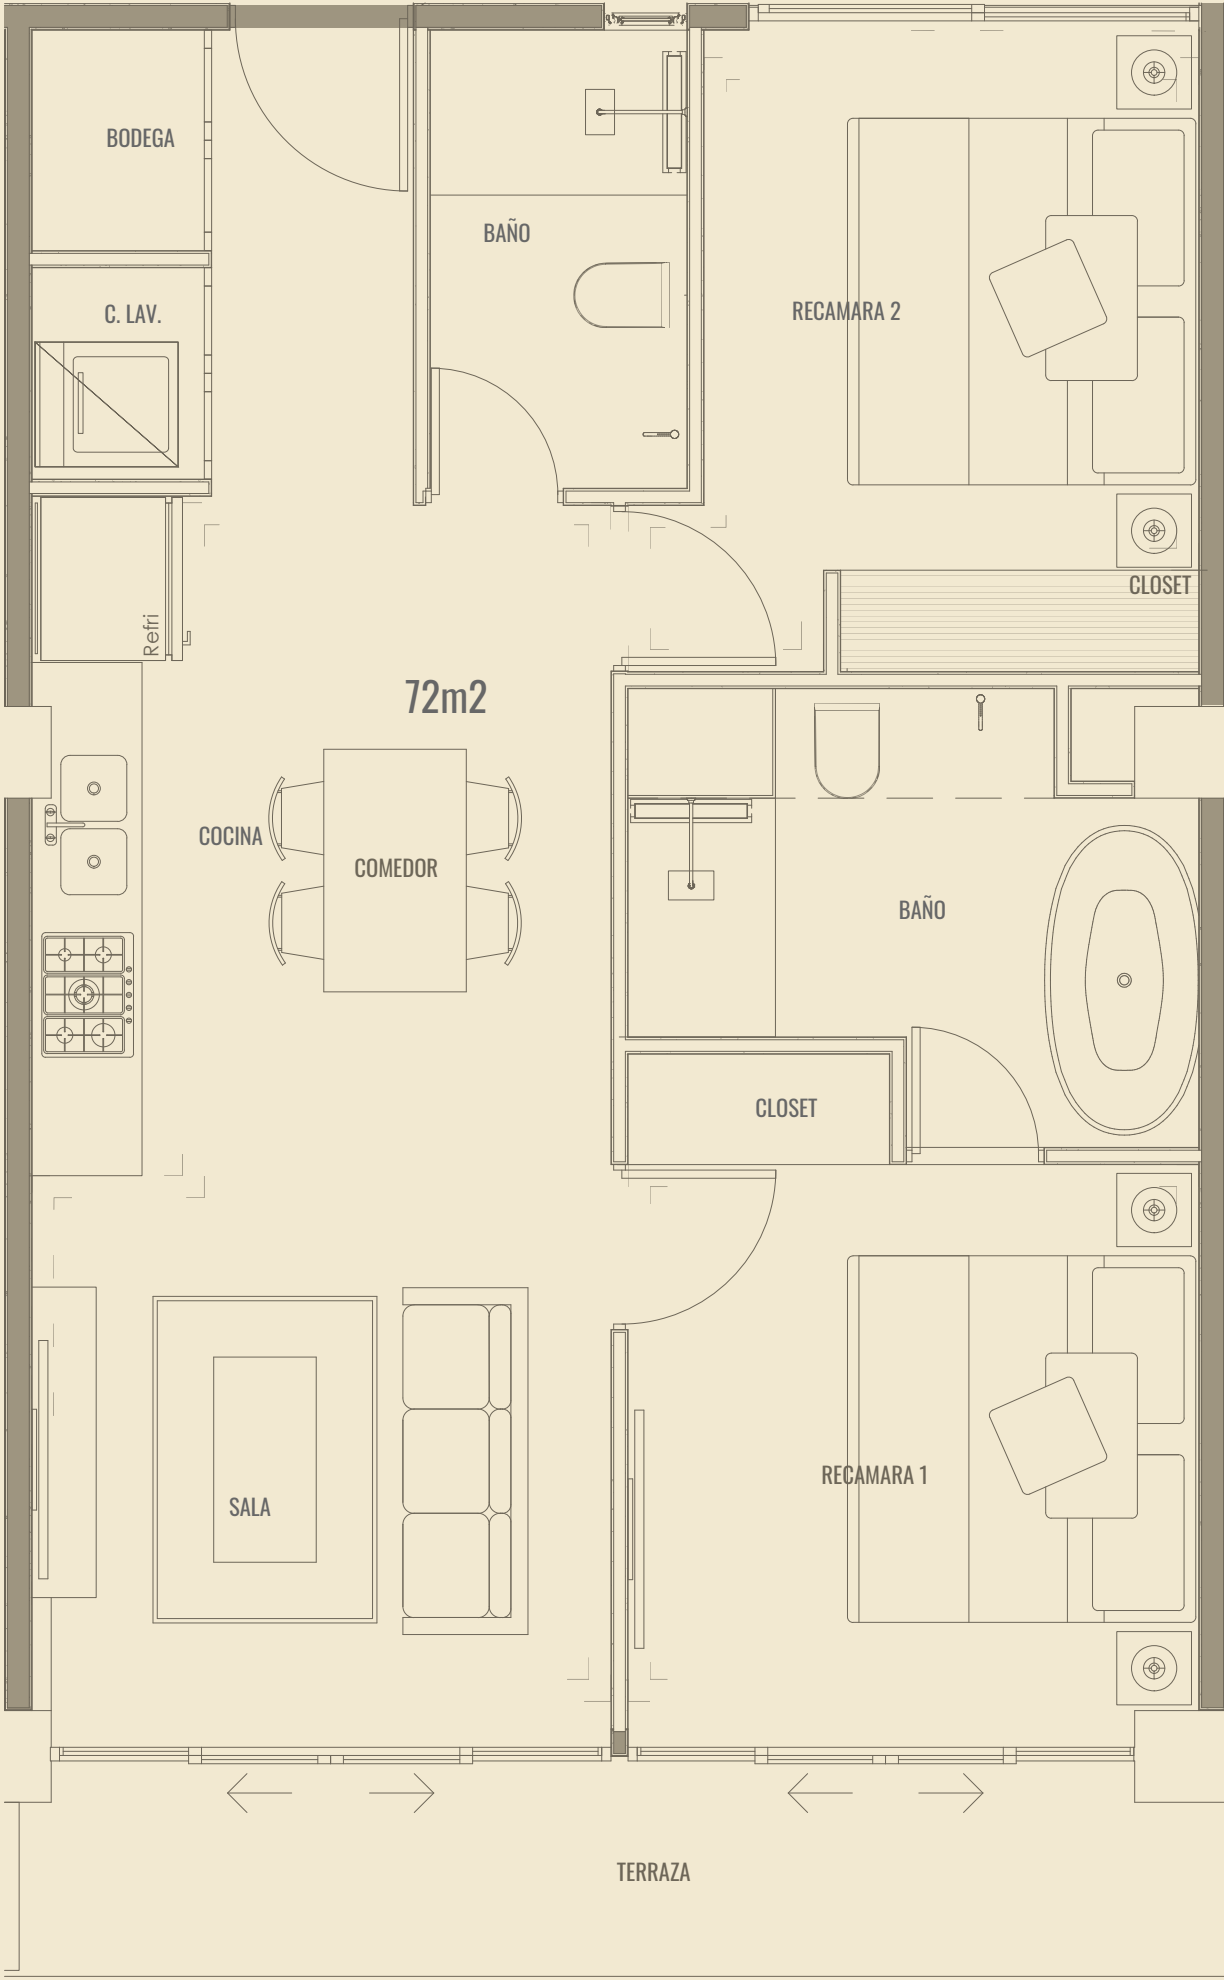 BODEGA
BAÑO
C. LAV.
RECAMARA 2
CLOSET
Refri
72m2
COCINA
COMEDOR
BAÑO
CLOSET
RECAMARA 1
SALA
TERRAZA